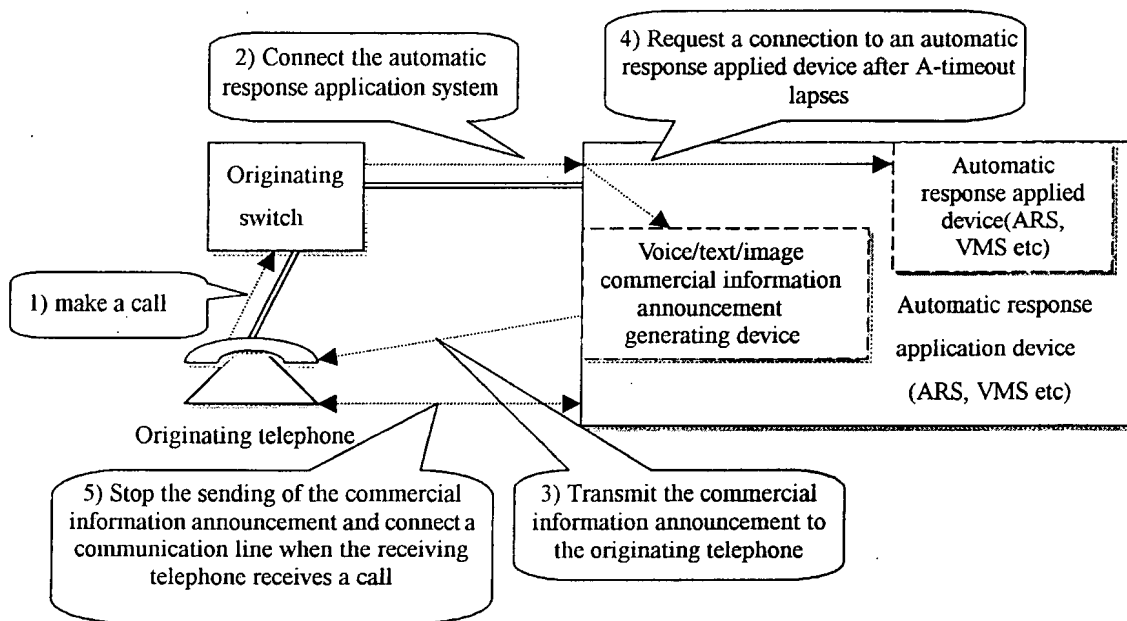 2) Connect the automatic
response application system
4) Request a connection to an automatic
response applied device after A-timeout
lapses
Originating
switch
Automatic
response applied
device(ARS,
VMS etc)
Voice/text/image
commercial information
announcement
generating device
1) make a call
Automatic response
application device
(ARS, VMS etc)
Originating telephone
5) Stop the sending of the commercial
information announcement and connect a
communication line when the receiving
telephone receives a call
3) Transmit the commercial
information announcement to
the originating telephone